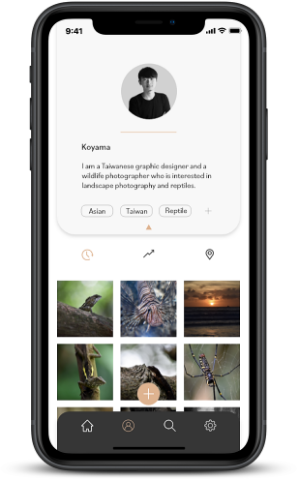 9:41
Koyama
I am a Taiwanese graphic designer and a
wildlife photographer who is interested in
landscape photography and reptiles.
Asian Taiwan Reptile +